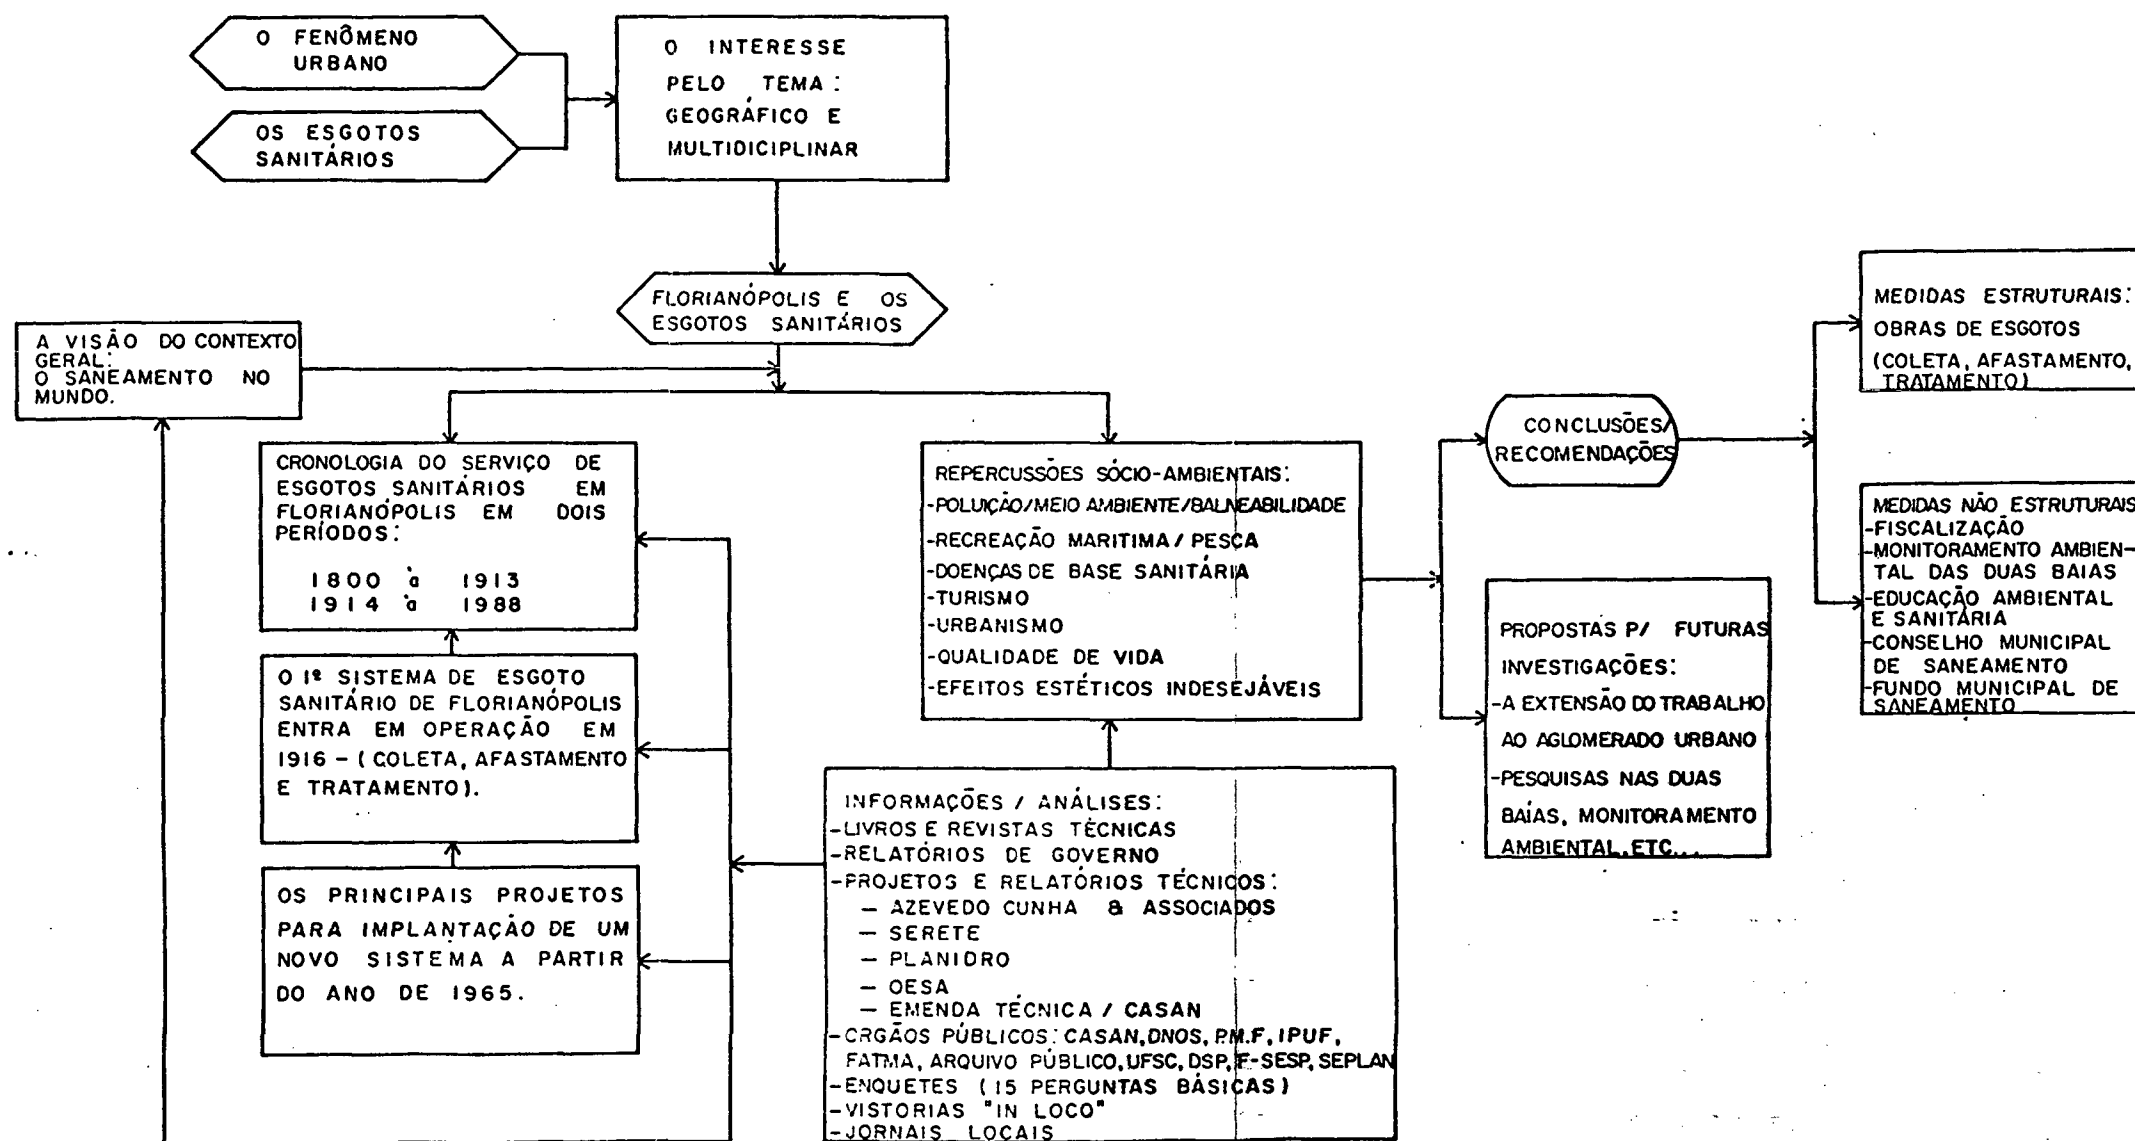 O FENÔMENO
URBANO
OS ESGOTOS
SANITÁRIOS
O INTERESSE
PELO TEMA:
GEOGRÁFICO E
MULTIDICIPLINAR
FLORIANÓPOLIS E OS
ESGOTOS SANITÁRIOS
A VISÃO DO CONTEXTO
GERAL:
O SANEAMENTO NO
MUNDO.
CRONOLOGIA DO SERVIÇO DE
ESGOTOS SANITÁRIOS EM
FLORIANÓPOLIS EM DOIS
PERÍODOS:
1800 à 1913
1914 à 1988
O 1º SISTEMA DE ESGOTO
SANITÁRIO DE FLORIANÓPOLIS
ENTRA EM OPERAÇÃO EM
1916 - (COLETA, AFASTAMENTO
E TRATAMENTO).
OS PRINCIPAIS PROJETOS
PARA IMPLANTAÇÃO DE UM
NOVO SISTEMA A PARTIR
DO ANO DE 1965.
REPERCUSSÕES SÓCIO-AMBIENTAIS:
-POLUIÇÃO/MEIO AMBIENTE/BALNEABILIDADE
-RECREAÇÃO MARITIMA / PESCA
-DOENÇAS DE BASE SANITÁRIA
-TURISMO
-URBANISMO
-QUALIDADE DE VIDA
-EFEITOS ESTÉTICOS INDESEJÁVEIS
INFORMAÇÕES / ANÁLISES:
-LIVROS E REVISTAS TÉCNICAS
-RELATÓRIOS DE GOVERNO
-PROJETOS E RELATÓRIOS TÉCNICOS:
- AZEVEDO CUNHA & ASSOCIADOS
- SERETE
- PLANIDRO
- OESA
- EMENDA TÉCNICA / CASAN
-CRGÃOS PÚBLICOS: CASAN, DNOS, P.M.F, IPUF,
FATMA, ARQUIVO PÚBLICO, UFSC, DSP, F-SESP, SEPLAN
-ENQUETES (15 PERGUNTAS BÁSICAS)
-VISTORIAS "IN LOCO"
-JORNAIS LOCAIS
CONCLUSÕES/
RECOMENDAÇÕES
PROPOSTAS P/ FUTURAS
INVESTIGAÇÕES:
-A EXTENSÃO DO TRABALHO
AO AGLOMERADO URBANO
-PESQUISAS NAS DUAS
BAÍAS, MONITORAMENTO
AMBIENTAL, ETC...
MEDIDAS ESTRUTURAIS:
OBRAS DE ESGOTOS
(COLETA, AFASTAMENTO,
TRATAMENTO)
MEDIDAS NÃO ESTRUTURAIS
-FISCALIZAÇÃO
-MONITORAMENTO AMBIEN-
TAL DAS DUAS BAIAS
-EDUCAÇÃO AMBIENTAL
E SANITÁRIA
-CONSELHO MUNICIPAL
DE SANEAMENTO
-FUNDO MUNICIPAL DE
SANEAMENTO